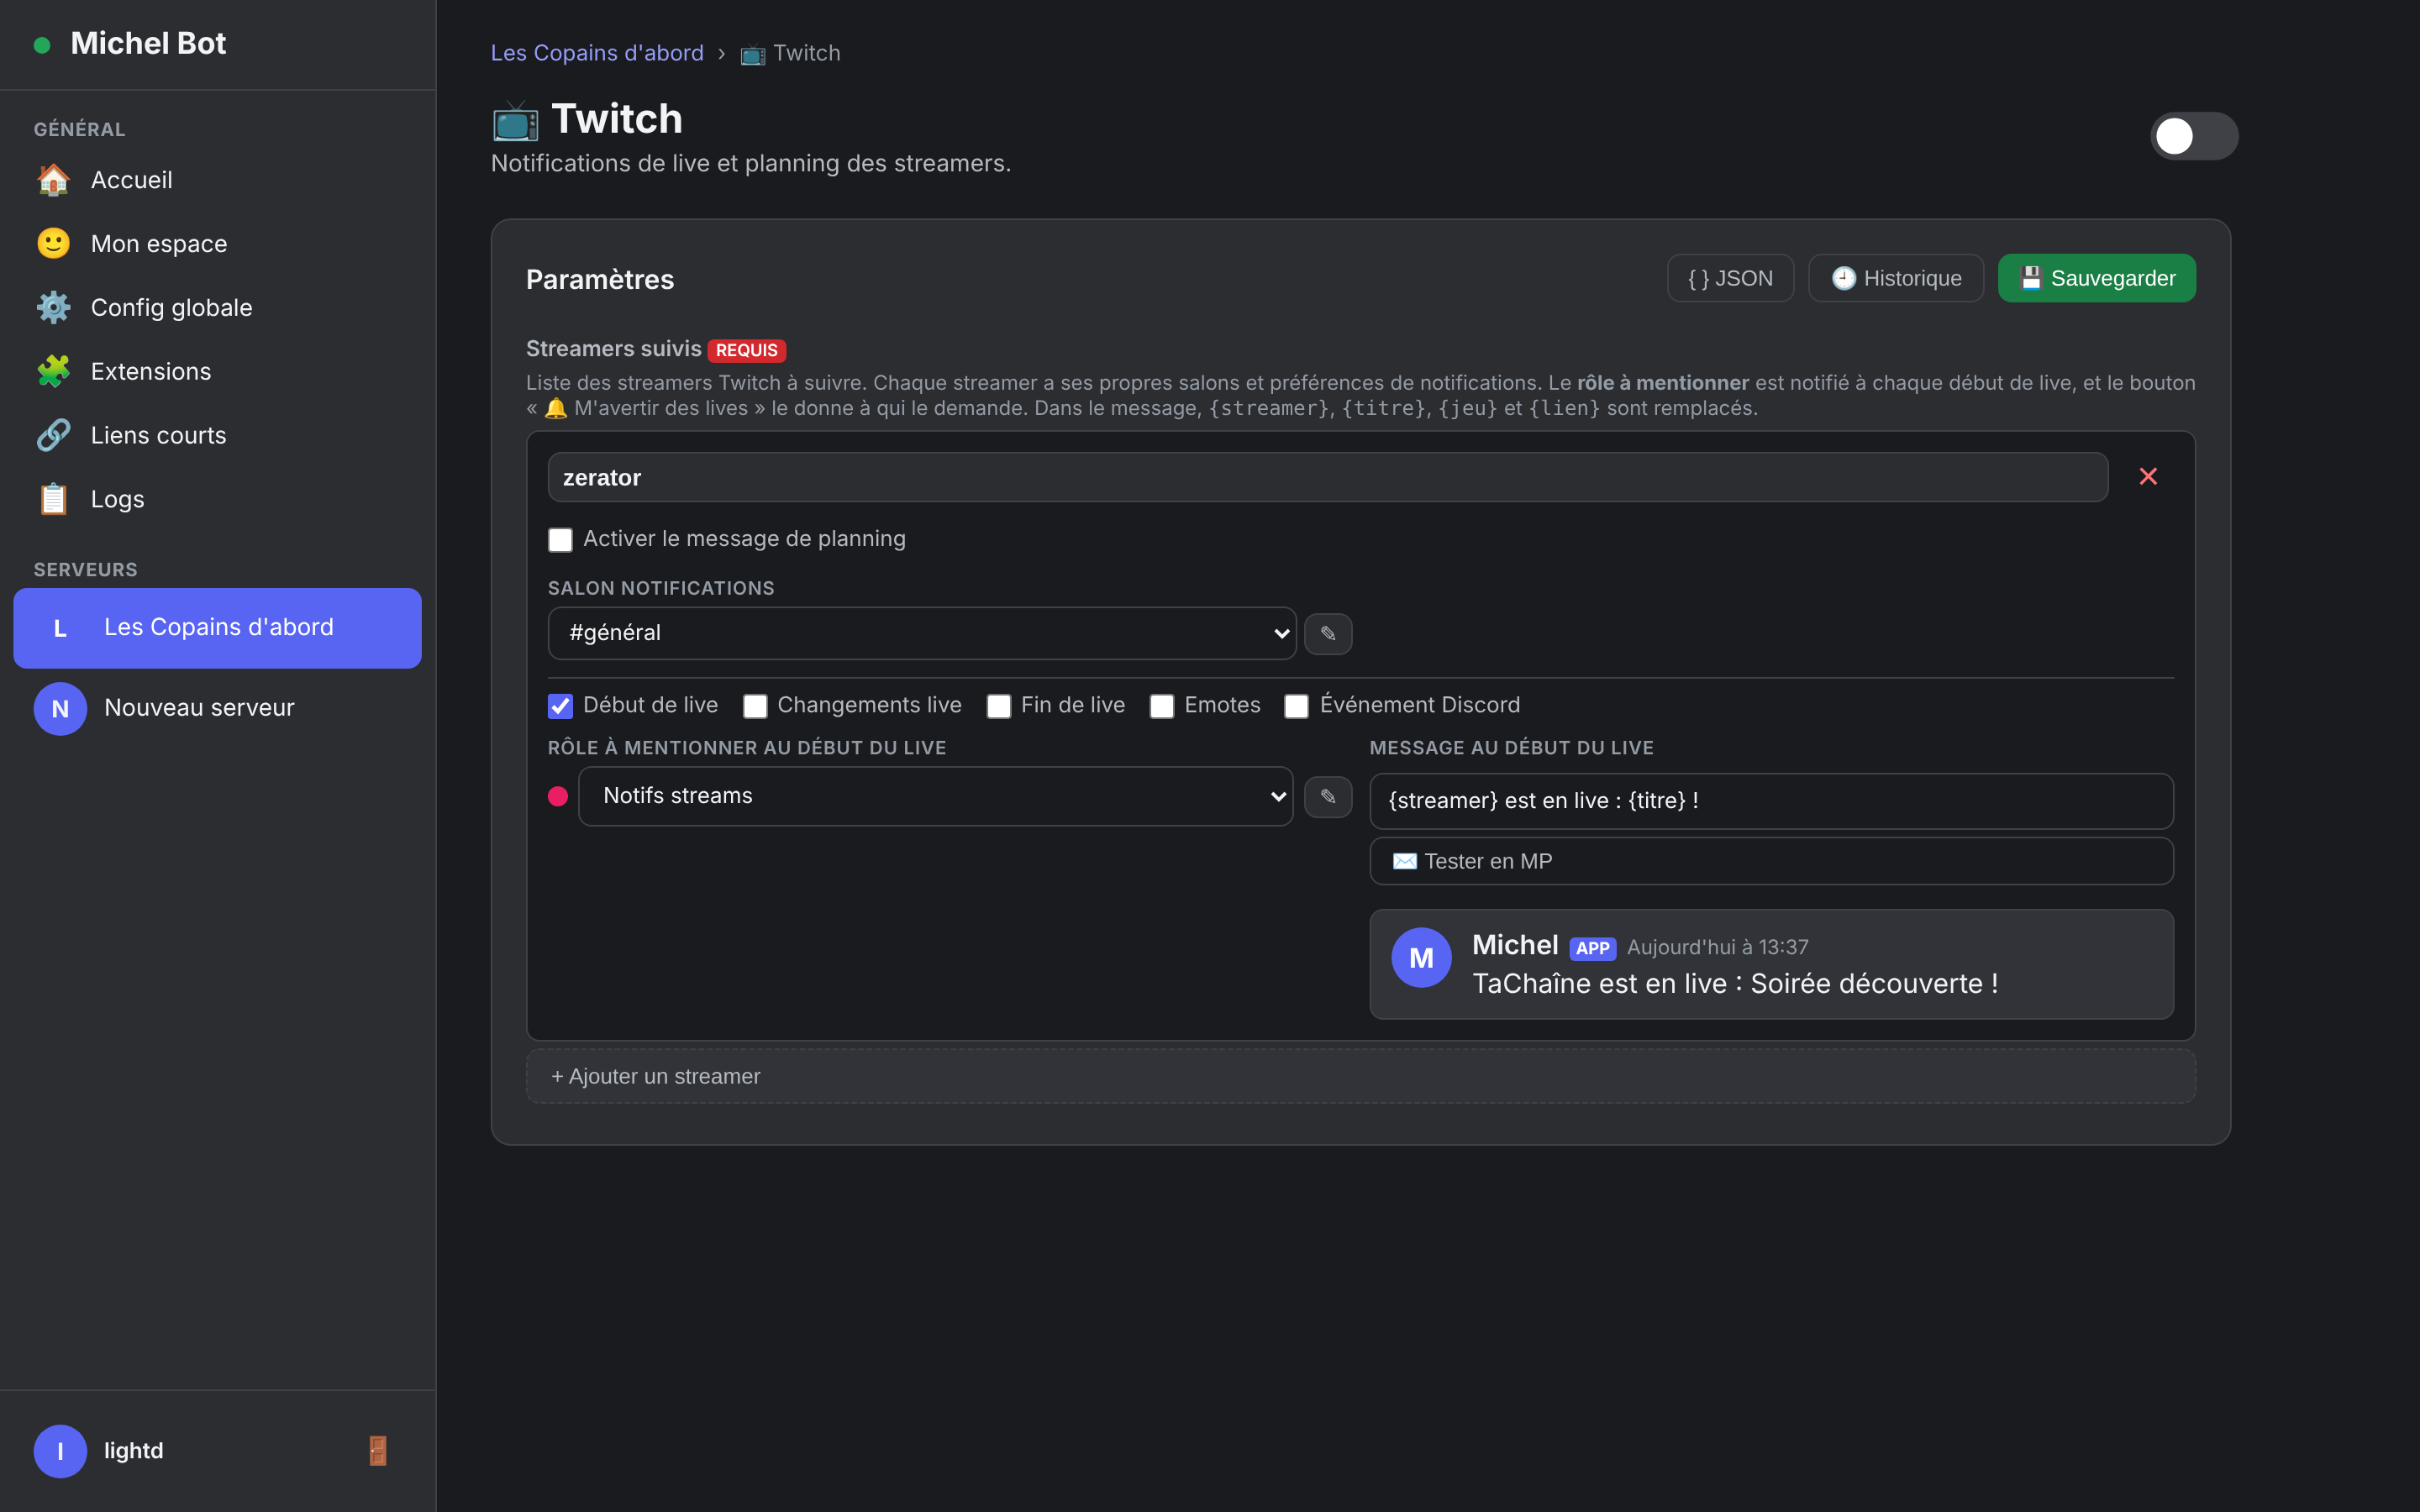 Michel Bot
GÉNÉRAL
Accueil
Mon espace
Config globale
Extensions
Liens courts
Logs
SERVEURS
L Les Copains d'abord
N Nouveau serveur
l lightd
Les Copains d'abord › Twitch
Twitch
Notifications de live et planning des streamers.
Paramètres
{ } JSON
Historique
Sauvegarder
Streamers suivis REQUIS
Liste des streamers Twitch à suivre. Chaque streamer a ses propres salons et préférences de notifications. Le rôle à mentionner est notifié à chaque début de live, et le bouton
« 🔔 M'avertir des lives » le donne à qui le demande. Dans le message, {streamer}, {titre}, {jeu} et {lien} sont remplacés.
zerator ✕
Activer le message de planning
SALON NOTIFICATIONS
#général
Début de live Changements live Fin de live Emotes Événement Discord
RÔLE À MENTIONNER AU DÉBUT DU LIVE
Notifs streams
MESSAGE AU DÉBUT DU LIVE
{streamer} est en live : {titre} !
Tester en MP
M
Michel APP Aujourd'hui à 13:37
TaChaîne est en live : Soirée découverte !
+ Ajouter un streamer